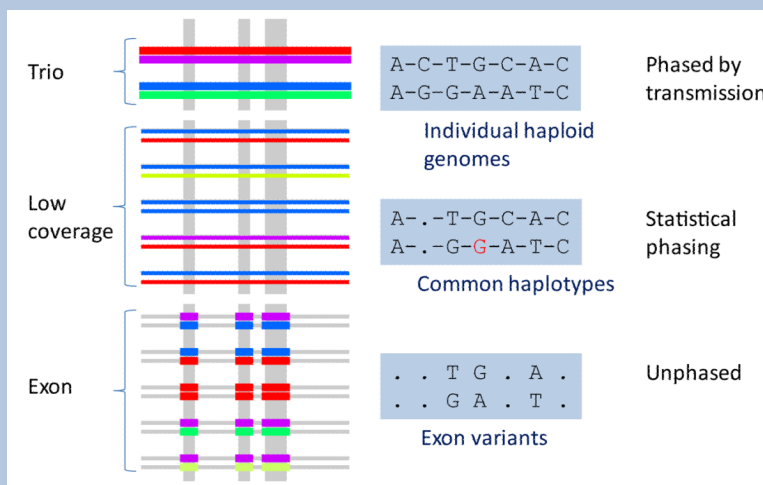 Trio
A-C-T-G-C-A-C
A-G-G-A-A-T-C
Individual haploid
genomes
Phased by
transmission
Low
coverage
A-.-T-G-C-A-C
A-.-G-G-A-T-C
Common haplotypes
Statistical
phasing
Exon
. . T G . A .
. . G A . T .
Exon variants
Unphased